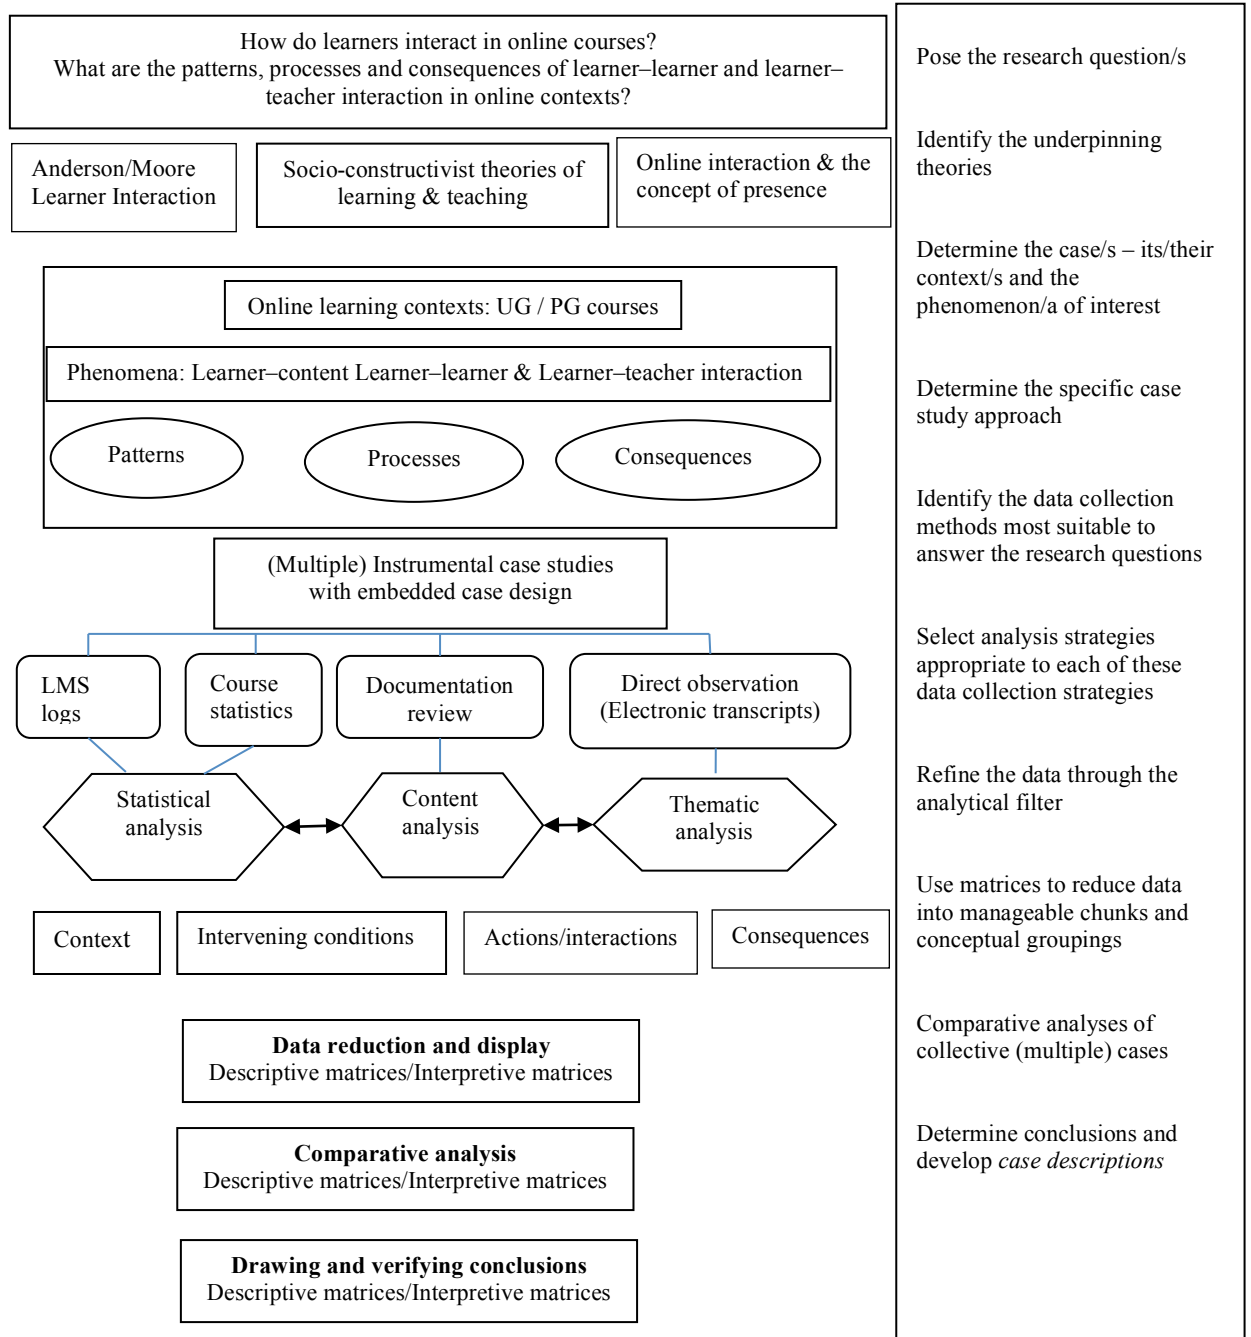 How do learners interact in online courses?
What are the patterns, processes and consequences of learner–learner and learner–
teacher interaction in online contexts?
Anderson/Moore
Learner Interaction
Socio-constructivist theories of
learning & teaching
Online interaction & the
concept of presence
Online learning contexts: UG / PG courses
Phenomena: Learner–content Learner–learner & Learner–teacher interaction
Patterns
Processes
Consequences
(Multiple) Instrumental case studies
with embedded case design
LMS
logs
Course
statistics
Documentation
review
Direct observation
(Electronic transcripts)
Statistical
analysis
Content
analysis
Thematic
analysis
Context
Intervening conditions
Actions/interactions
Consequences
Data reduction and display
Descriptive matrices/Interpretive matrices
Comparative analysis
Descriptive matrices/Interpretive matrices
Drawing and verifying conclusions
Descriptive matrices/Interpretive matrices
Pose the research question/s
Identify the underpinning
theories
Determine the case/s – its/their
context/s and the
phenomenon/a of interest
Determine the specific case
study approach
Identify the data collection
methods most suitable to
answer the research questions
Select analysis strategies
appropriate to each of these
data collection strategies
Refine the data through the
analytical filter
Use matrices to reduce data
into manageable chunks and
conceptual groupings
Comparative analyses of
collective (multiple) cases
Determine conclusions and
develop case descriptions